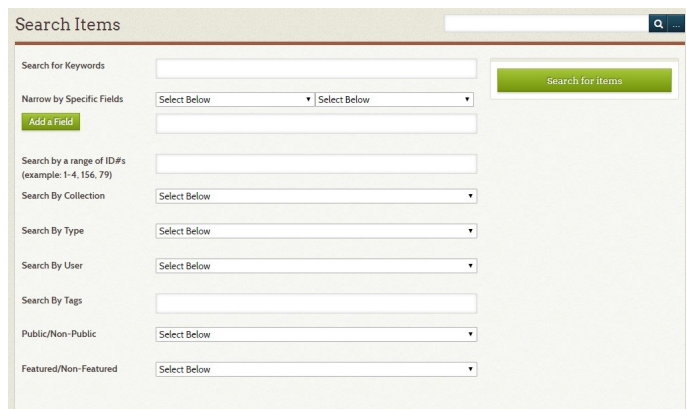 Search Items
...
Search for Keywords
Search for items
Narrow by Specific Fields
Select Below Select Below
Add a Field
Search by a range of ID#s
(example: 1-4, 156, 79)
Search By Collection
Select Below
Search By Type
Select Below
Search By User
Select Below
Search By Tags
Public/Non-Public
Select Below
Featured/Non-Featured
Select Below